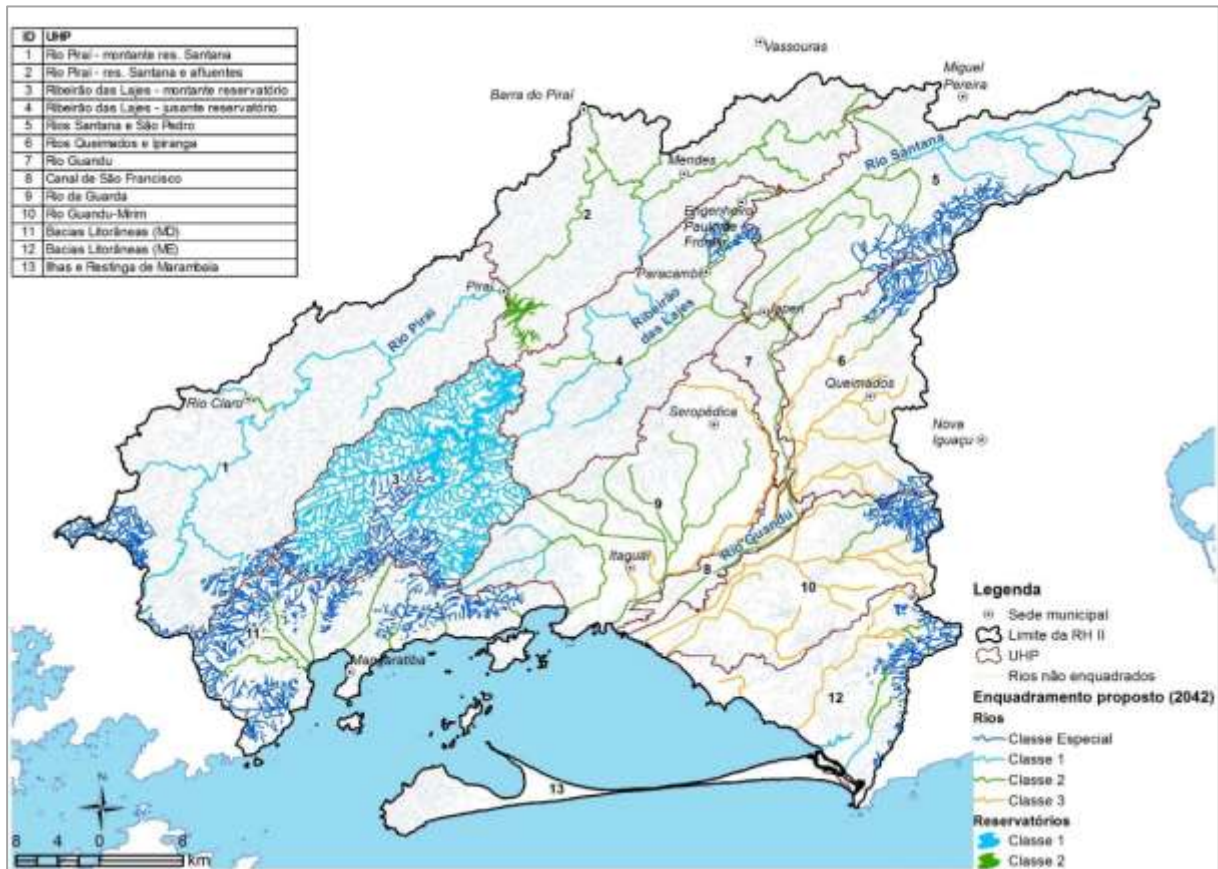 ID UHP
1 Rio Piraí - montante res. Santana
2 Rio Piraí - res. Santana e afluentes
3 Ribeirão das Lajes - montante reservatório
4 Ribeirão das Lajes - jusante reservatório
5 Rios Santana e São Pedro
6 Rios Queimados e Ipiranga
7 Rio Guandu
8 Canal de São Francisco
9 Rio da Guarda
10 Rio Guandu-Mirim
11 Bacias Litorâneas (MD)
12 Bacias Litorâneas (ME)
13 Ilhas e Restinga de Marambaia
Vassouras
Miguel
Pereira
Barra do Piraí
Mendes
Rio Santana
5
2
Engenheiro
Paulo de
Frontin
Paracambi
Piraí
Ribeirão
das Lajes
Japeri
Rio Piraí
4
7
6
Queimados
Rio Claro
Seropédica
Nova
Iguaçu
1
3
9
Rio Guandu
Itaguaí
8
10
11
Mangaratiba
12
13
Legenda
Sede municipal
Limite da RH II
UHP
Rios não enquadrados
Enquadramento proposto (2042)
Rios
Classe Especial
Classe 1
Classe 2
Classe 3
Reservatórios
Classe 1
Classe 2
N
8 4 0 8
km